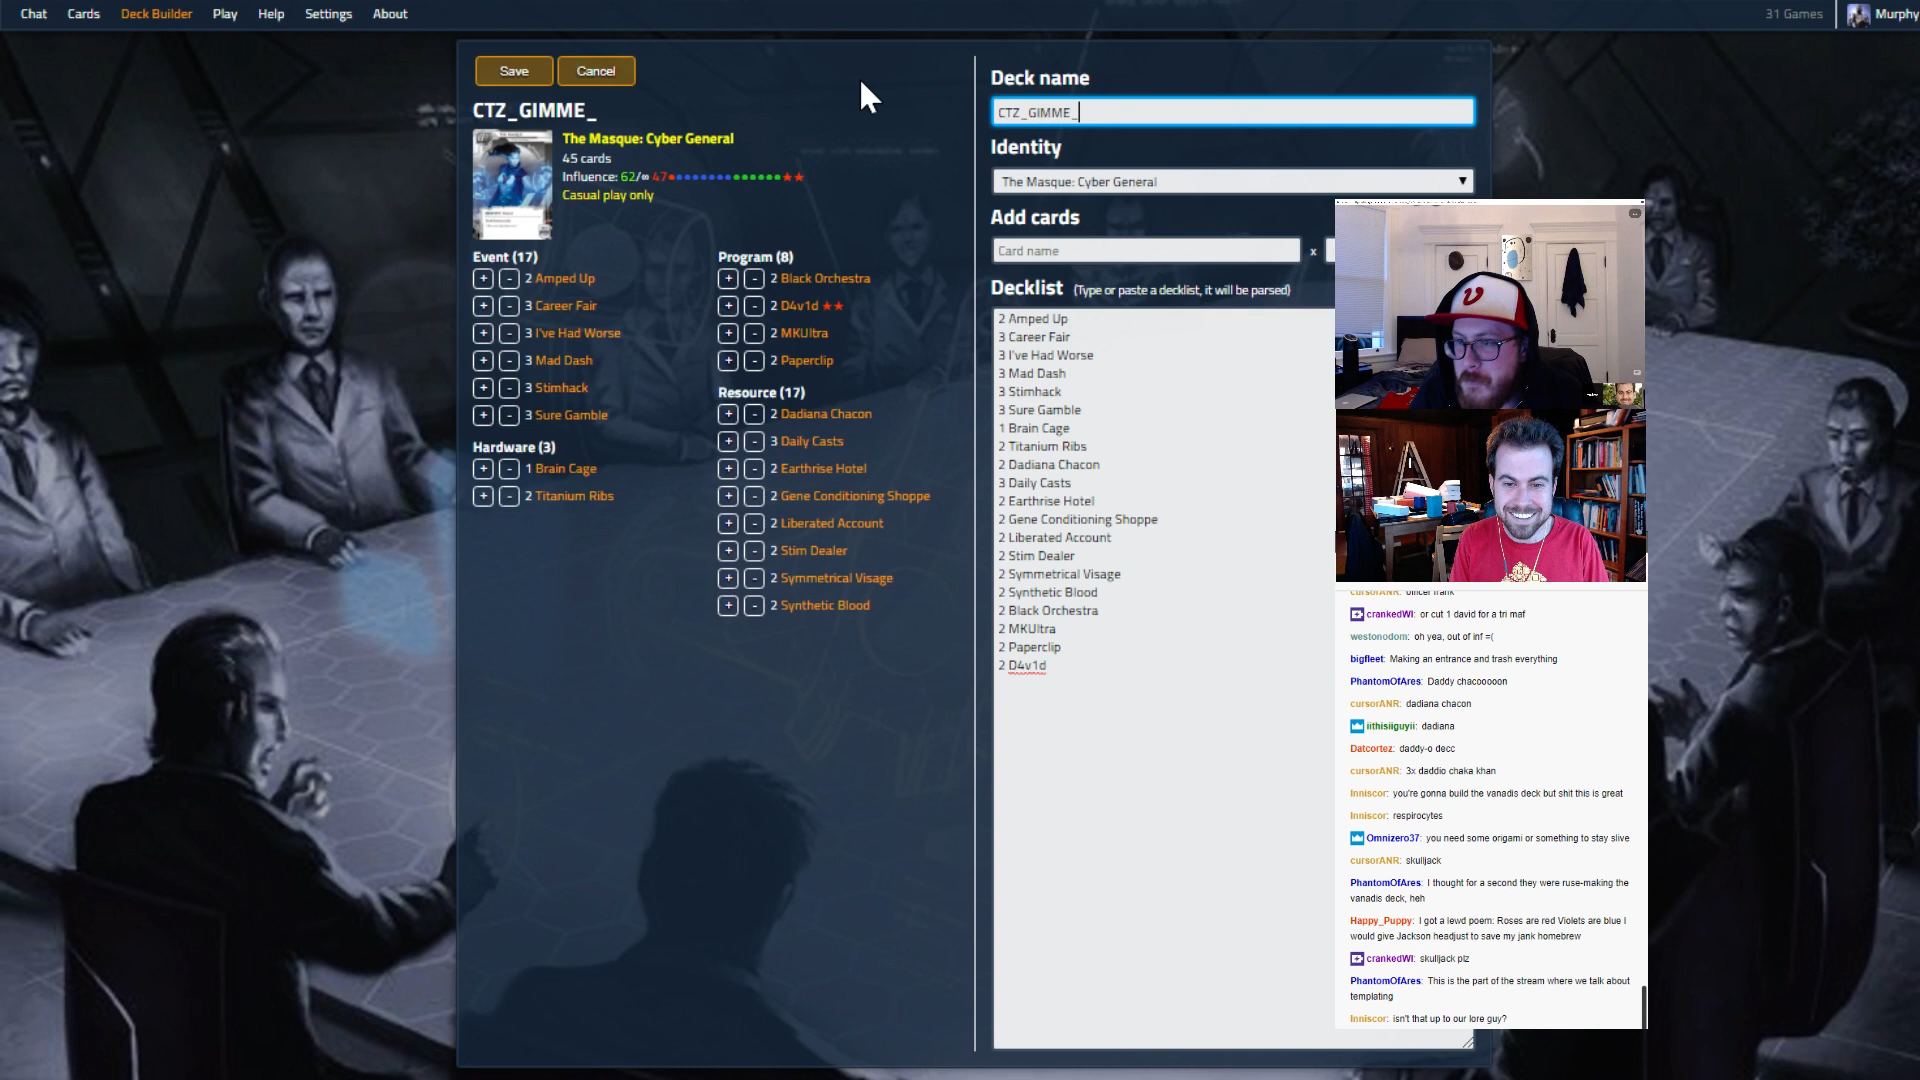 Chat Cards Deck Builder Play Help Settings About
31 Games Murphy
Save Cancel
CTZ_GIMME_
The Masque: Cyber General
45 cards
Influence: 62/∞ 47●●●●●●●●●●●●●●●★★
Casual play only
Event (17)
+ - 2 Amped Up
+ - 3 Career Fair
+ - 3 I've Had Worse
+ - 3 Mad Dash
+ - 3 Stimhack
+ - 3 Sure Gamble
Hardware (3)
+ - 1 Brain Cage
+ - 2 Titanium Ribs
Program (8)
+ - 2 Black Orchestra
+ - 2 D4v1d ★★
+ - 2 MKUltra
+ - 2 Paperclip
Resource (17)
+ - 2 Dadiana Chacon
+ - 3 Daily Casts
+ - 2 Earthrise Hotel
+ - 2 Gene Conditioning Shoppe
+ - 2 Liberated Account
+ - 2 Stim Dealer
+ - 2 Symmetrical Visage
+ - 2 Synthetic Blood
Deck name
CTZ_GIMME_
Identity
The Masque: Cyber General
Add cards
Card name x
Decklist (Type or paste a decklist, it will be parsed)
2 Amped Up
3 Career Fair
3 I've Had Worse
3 Mad Dash
3 Stimhack
3 Sure Gamble
1 Brain Cage
2 Titanium Ribs
2 Dadiana Chacon
3 Daily Casts
2 Earthrise Hotel
2 Gene Conditioning Shoppe
2 Liberated Account
2 Stim Dealer
2 Symmetrical Visage
2 Synthetic Blood
2 Black Orchestra
2 MKUltra
2 Paperclip
2 D4v1d
cursorANR: officer frank
crankedWI: or cut 1 david for a tri maf
westonodom: oh yea, out of inf =(
bigfleet: Making an entrance and trash everything
PhantomOfAres: Daddy chacooooon
cursorANR: dadiana chacon
iithisiiguyii: dadiana
Datcortez: daddy-o decc
cursorANR: 3x daddio chaka khan
Inniscor: you're gonna build the vanadis deck but shit this is great
Inniscor: respirocytes
Omnizero37: you need some origami or something to stay slive
cursorANR: skulljack
PhantomOfAres: I thought for a second they were ruse-making the
vanadis deck, heh
Happy_Puppy: I got a lewd poem: Roses are red Violets are blue I
would give Jackson headjust to save my jank homebrew
crankedWI: skulljack plz
PhantomOfAres: This is the part of the stream where we talk about
templating
Inniscor: isn't that up to our lore guy?